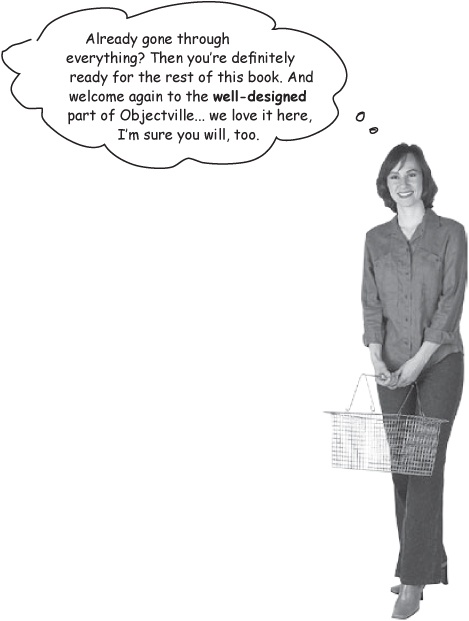 Already gone through
everything? Then you're definitely
ready for the rest of this book. And
welcome again to the well-designed
part of Objectville... we love it here,
I'm sure you will, too.